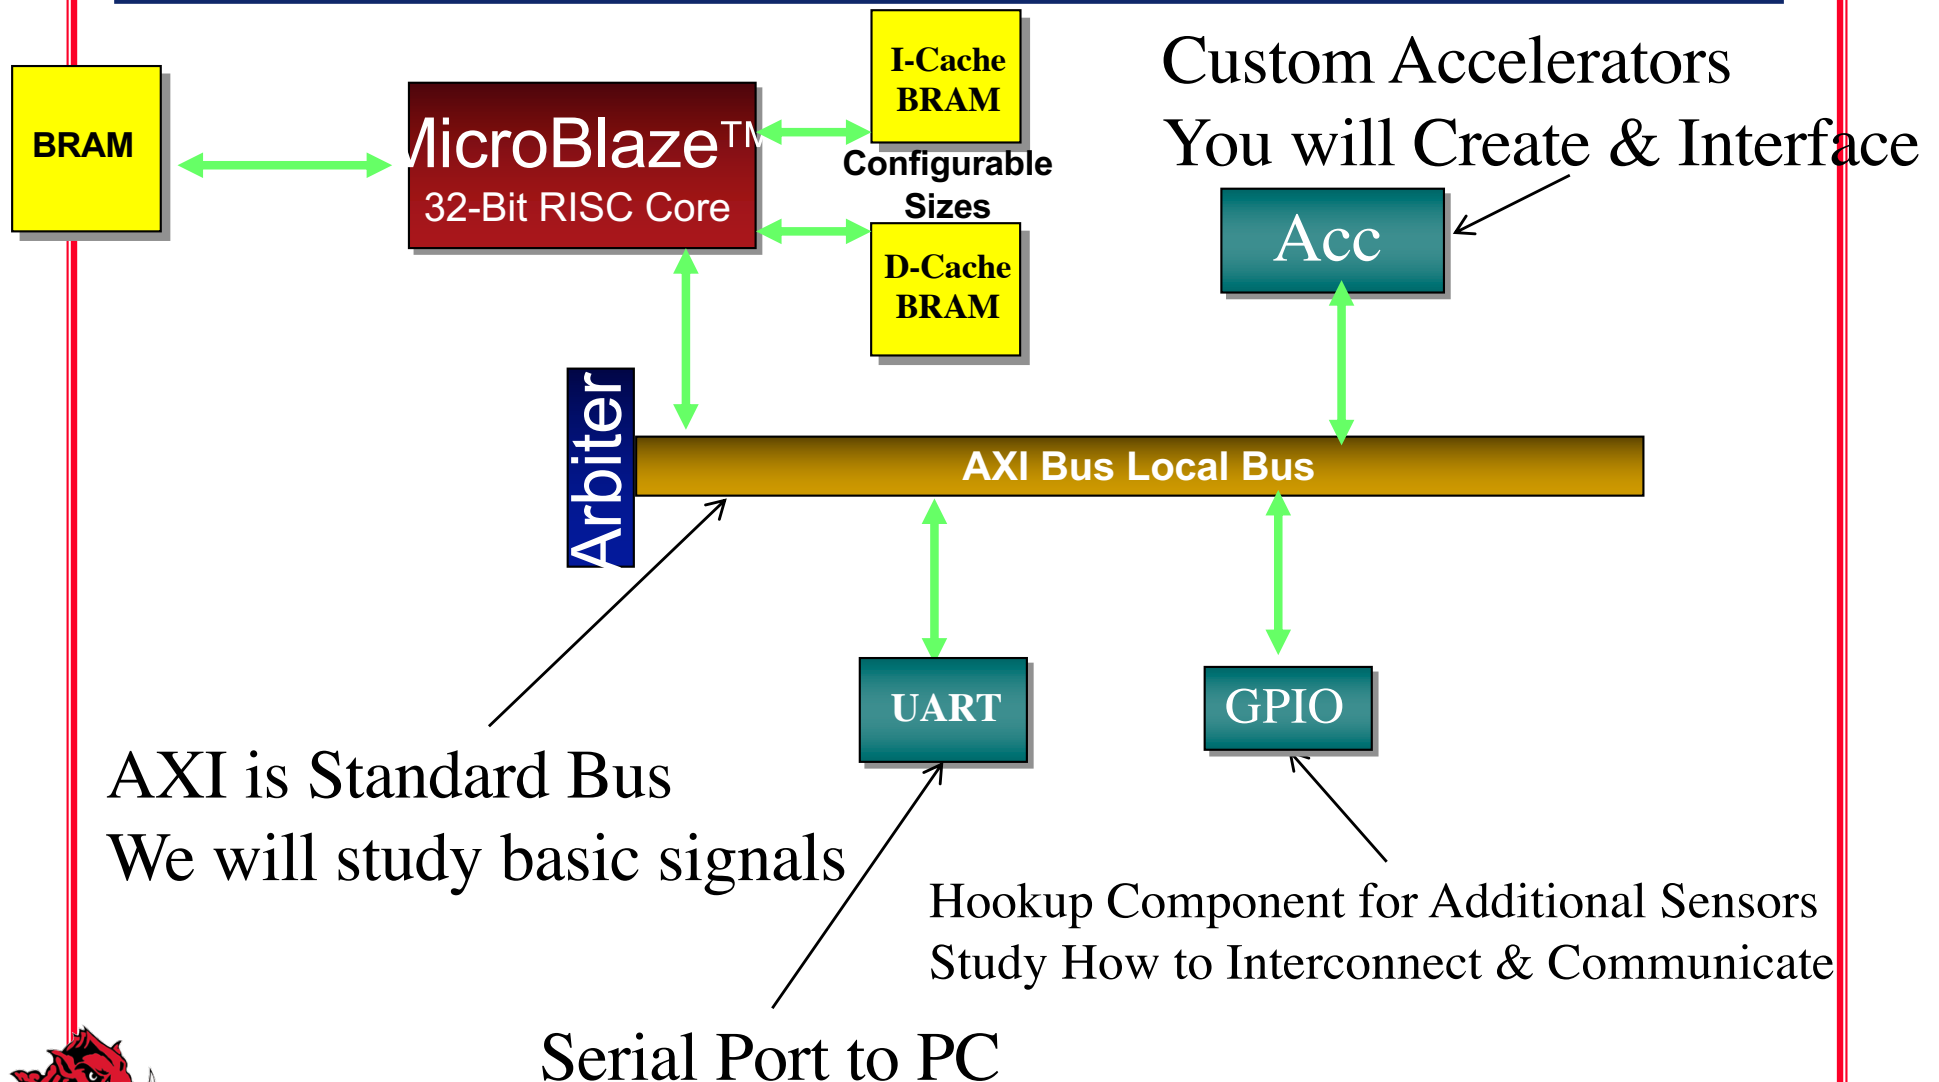 BRAM
MicroBlaze™
32-Bit RISC Core
I-Cache
BRAM
Configurable
Sizes
D-Cache
BRAM
Custom Accelerators
You will Create & Interface
Acc
Arbiter
AXI Bus Local Bus
UART
GPIO
AXI is Standard Bus
We will study basic signals
Hookup Component for Additional Sensors
Study How to Interconnect & Communicate
Serial Port to PC